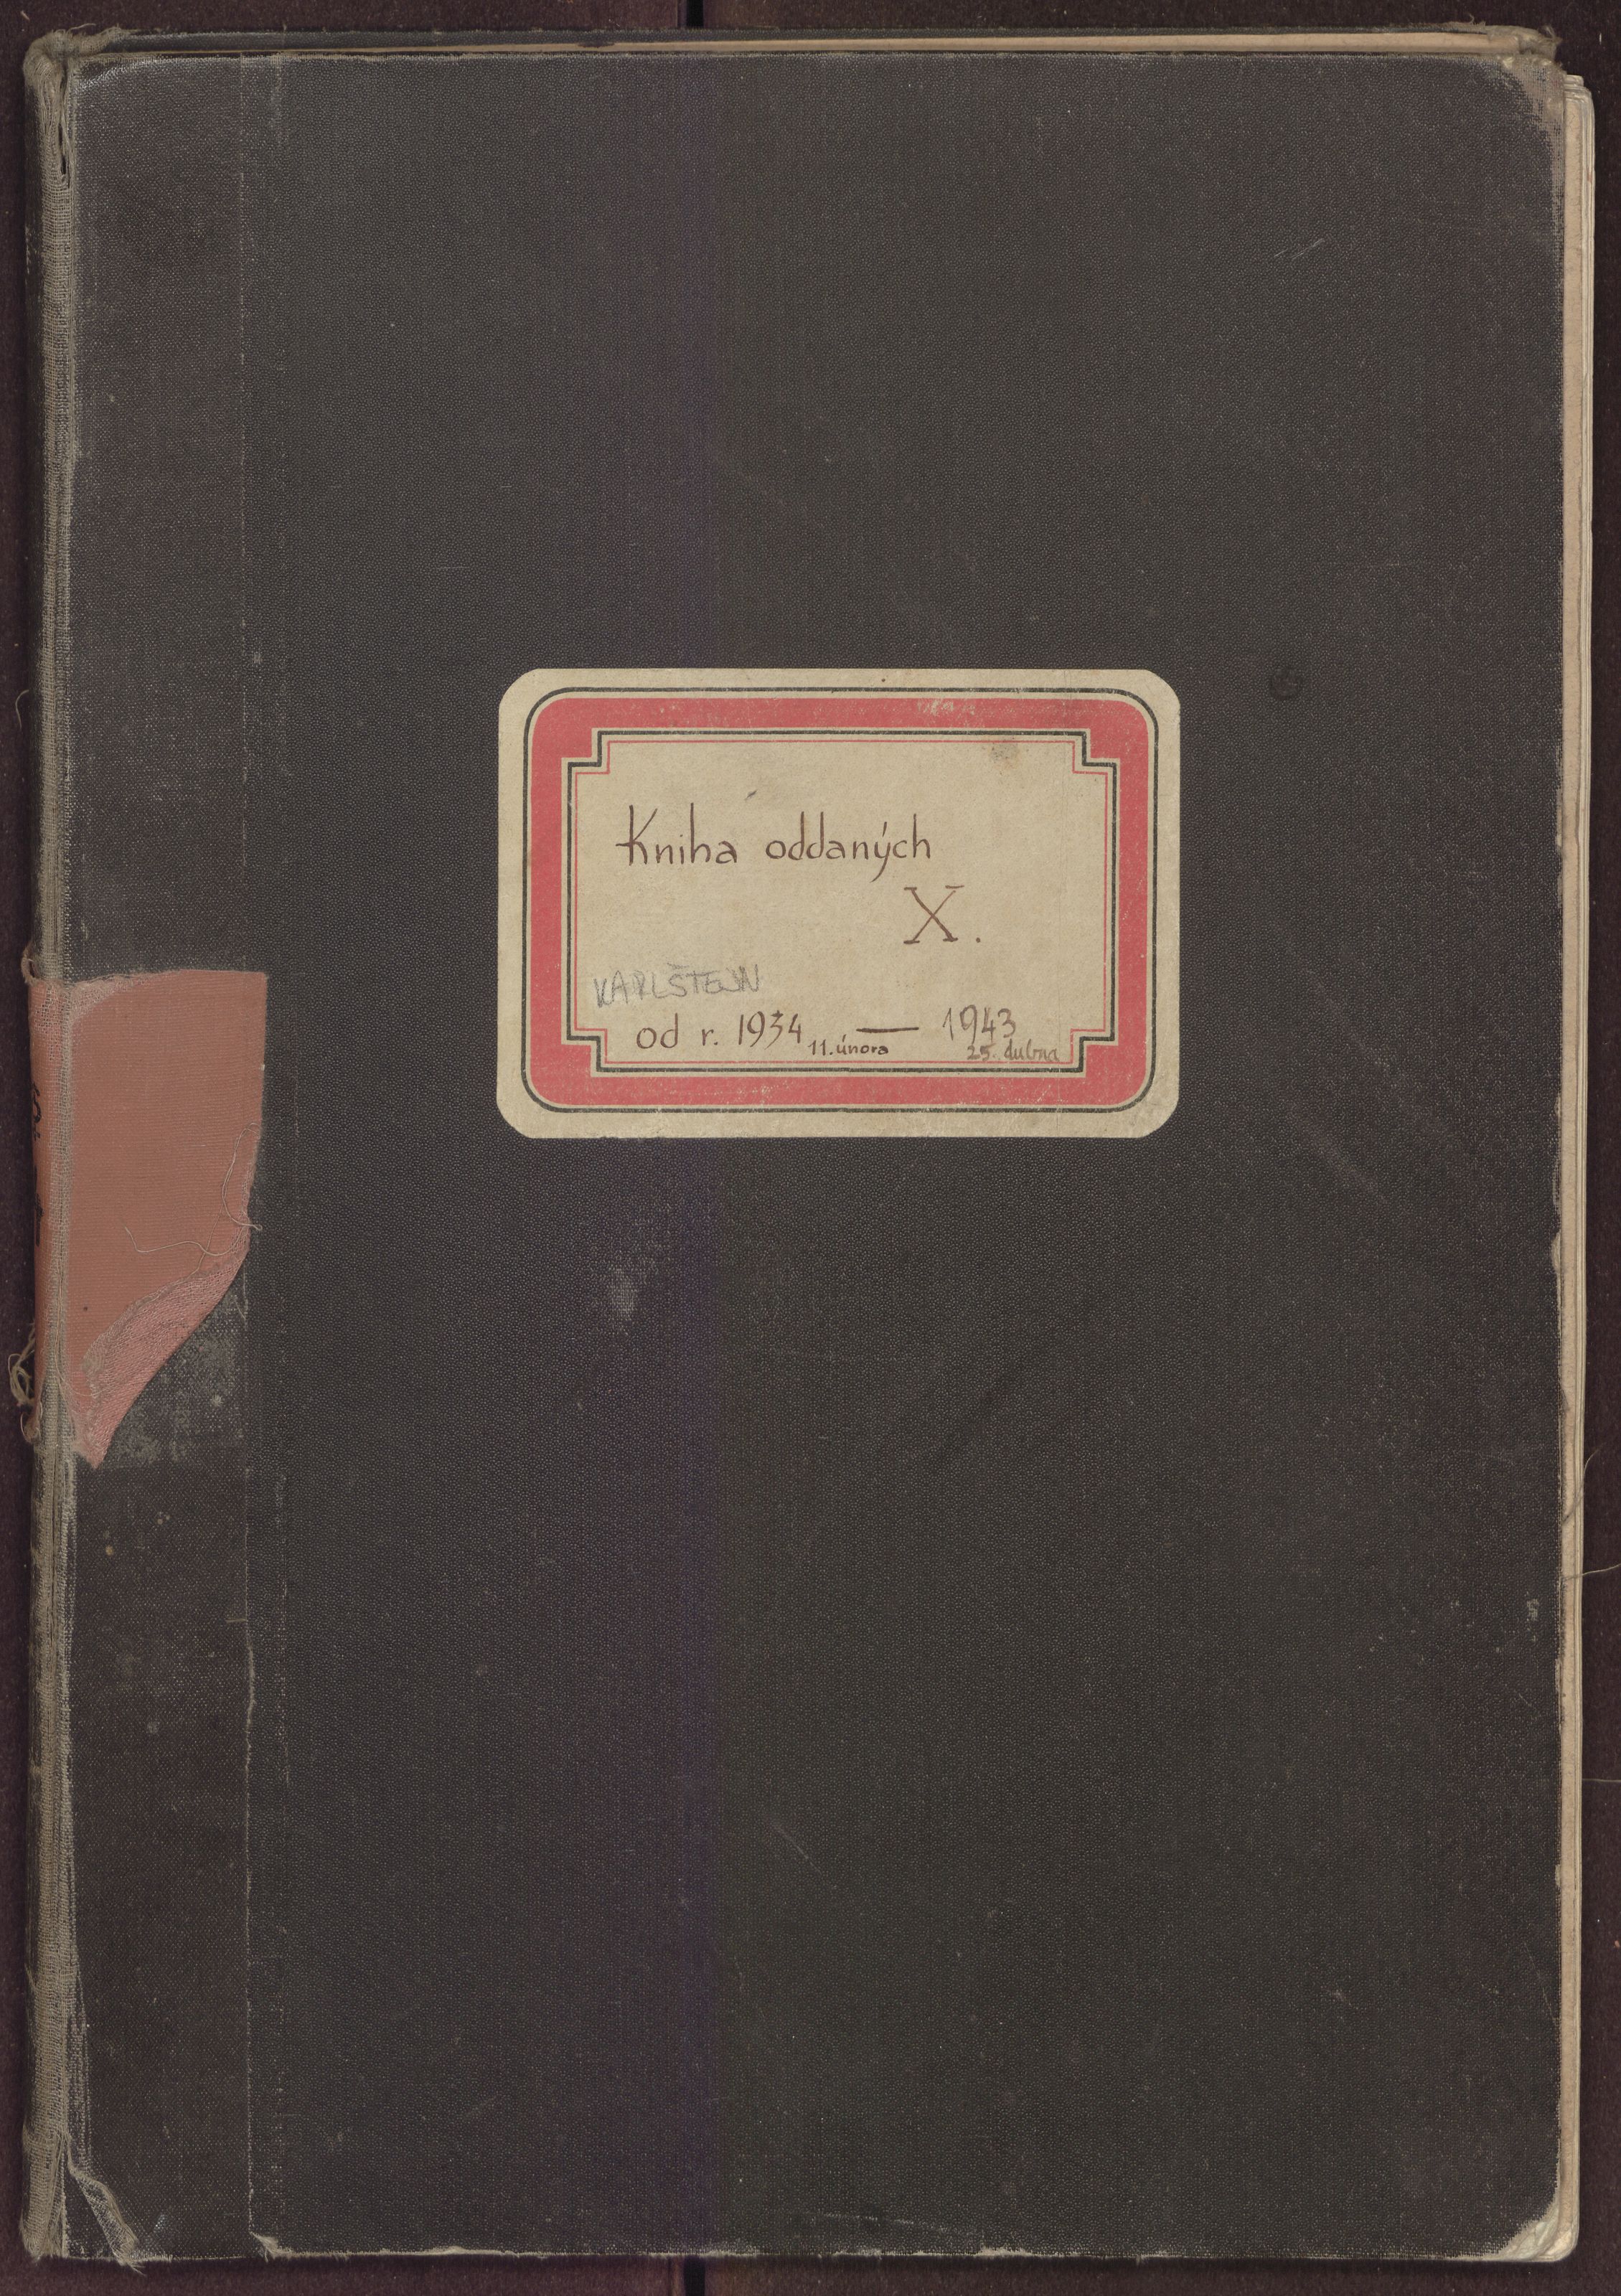 Kniha oddaných
X.
KARLŠTEJN
od r. 1934 — 1943
11. února 25. dubna